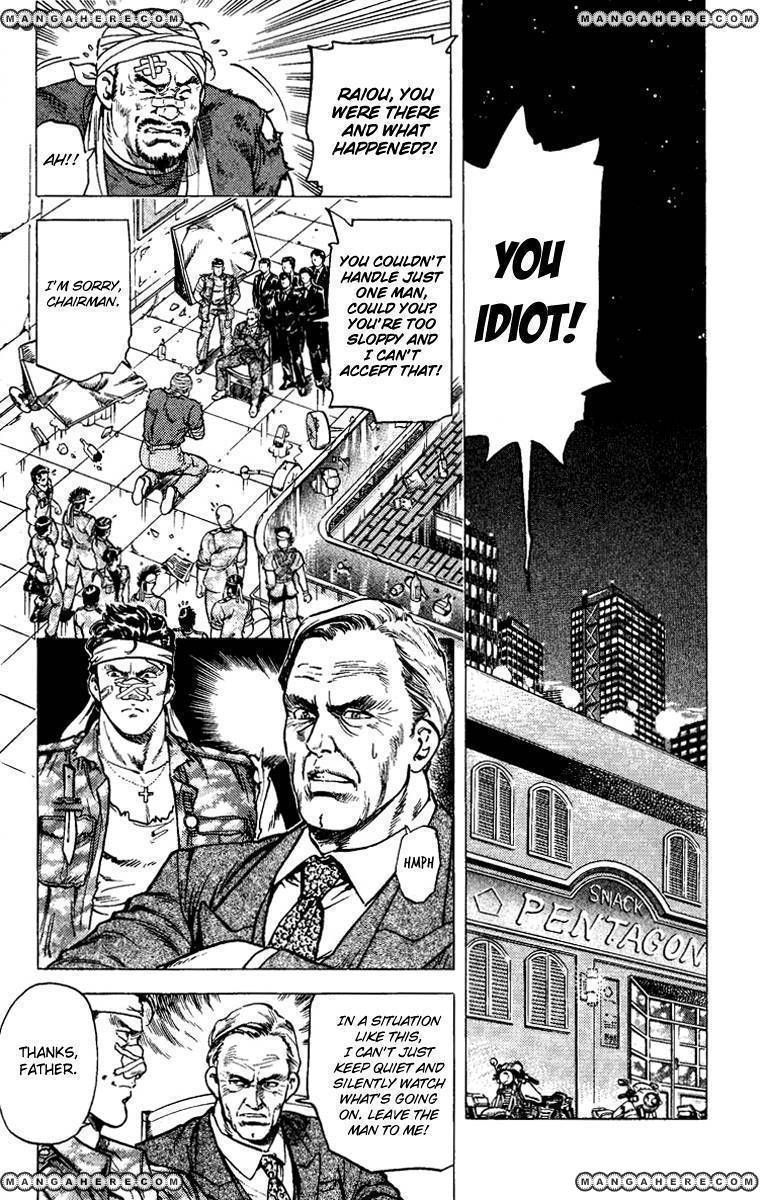 MANGAHERE.COM
MANGAHERE.COM
YOU
IDIOT!
SNACK
PENTAGON
RAIOU, YOU
WERE THERE
AND WHAT
HAPPENED?!
AH!!
YOU COULDN'T
HANDLE JUST
ONE MAN,
COULD YOU?
YOU'RE TOO
SLOPPY AND
I CAN'T
ACCEPT THAT!
I'M SORRY,
CHAIRMAN.
HMPH
IN A SITUATION
LIKE THIS,
I CAN'T JUST
KEEP QUIET AND
SILENTLY WATCH
WHAT'S GOING
ON. LEAVE THE
MAN TO ME!
THANKS,
FATHER.
MANGAHERE.COM
MANGAHERE.COM